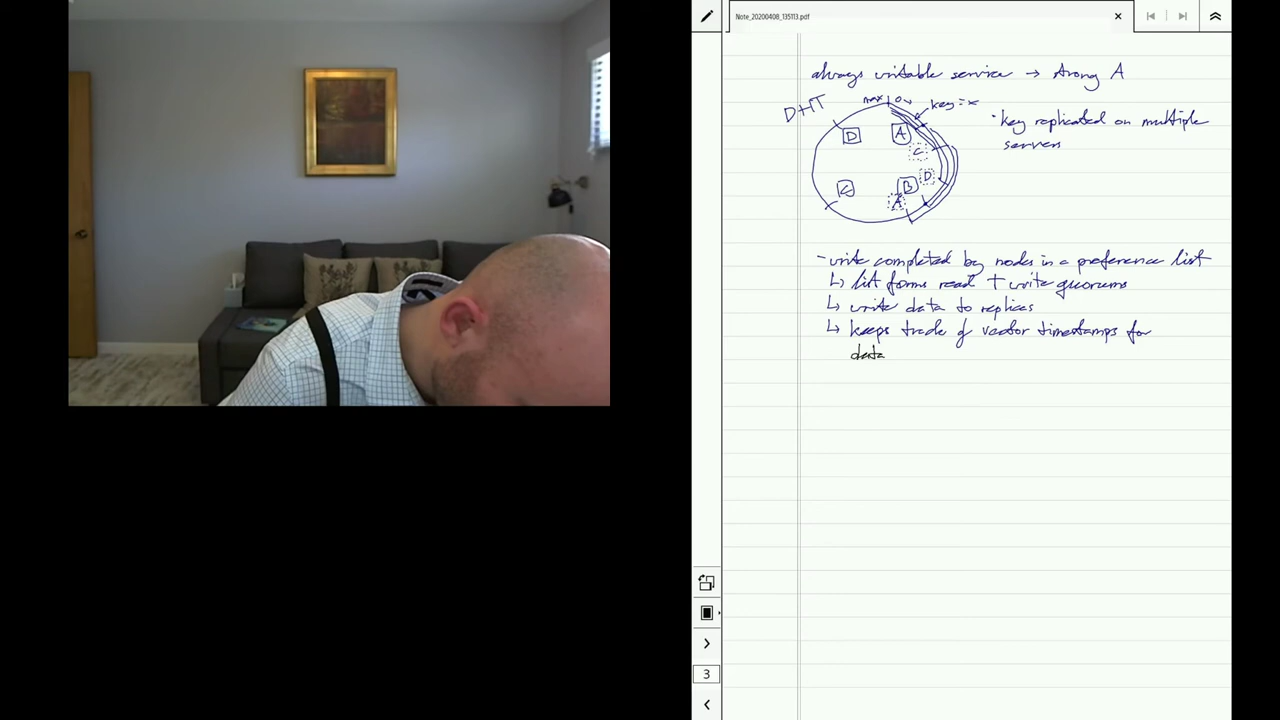 Note_20200408_135113.pdf
always writable service → strong A
DHT
max 0
key = x
D
A
C
D
B
C
A
• key replicated on multiple
servers
- write completed by nodes in a preference list
↳ list forms read + write quorums
↳ write data to replicas
↳ keeps track of vector timestamps for
data
3